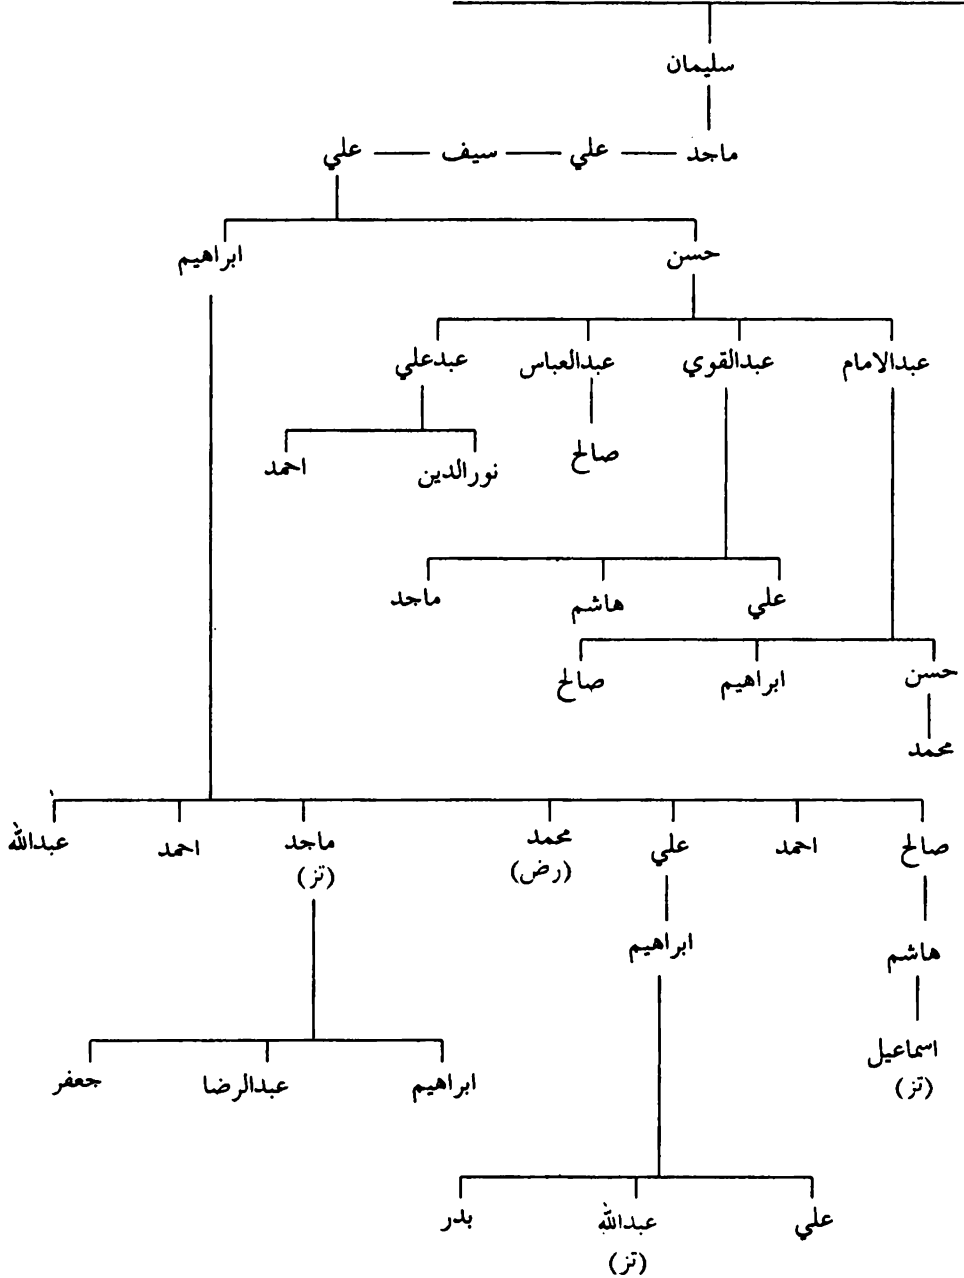 سليمان
ماجد علي سيف علي
حسن ابراهيم
عبدالامام عبدالقوي عبدالعباس عبدعلي
صالح
نورالدين احمد
علي هاشم ماجد
حسن ابراهيم صالح
محمد
صالح احمد علي محمد ماجد احمد عبدالله
(رض) (تز)
هاشم ابراهيم
اسماعيل
(تز)
ابراهيم عبدالرضا جعفر
علي عبدالله بدر
(تز)